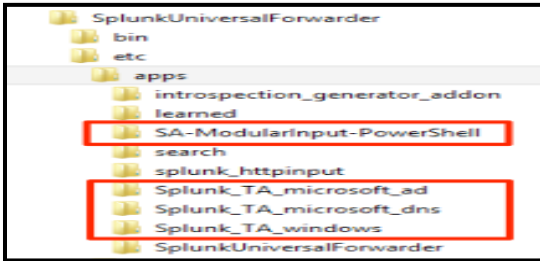 SplunkUniversalForwarder
bin
etc
apps
introspection_generator_addon
learned
SA-ModularInput-PowerShell
search
splunk_httpinput
Splunk_TA_microsoft_ad
Splunk_TA_microsoft_dns
Splunk_TA_windows
SplunkUniversalForwarder